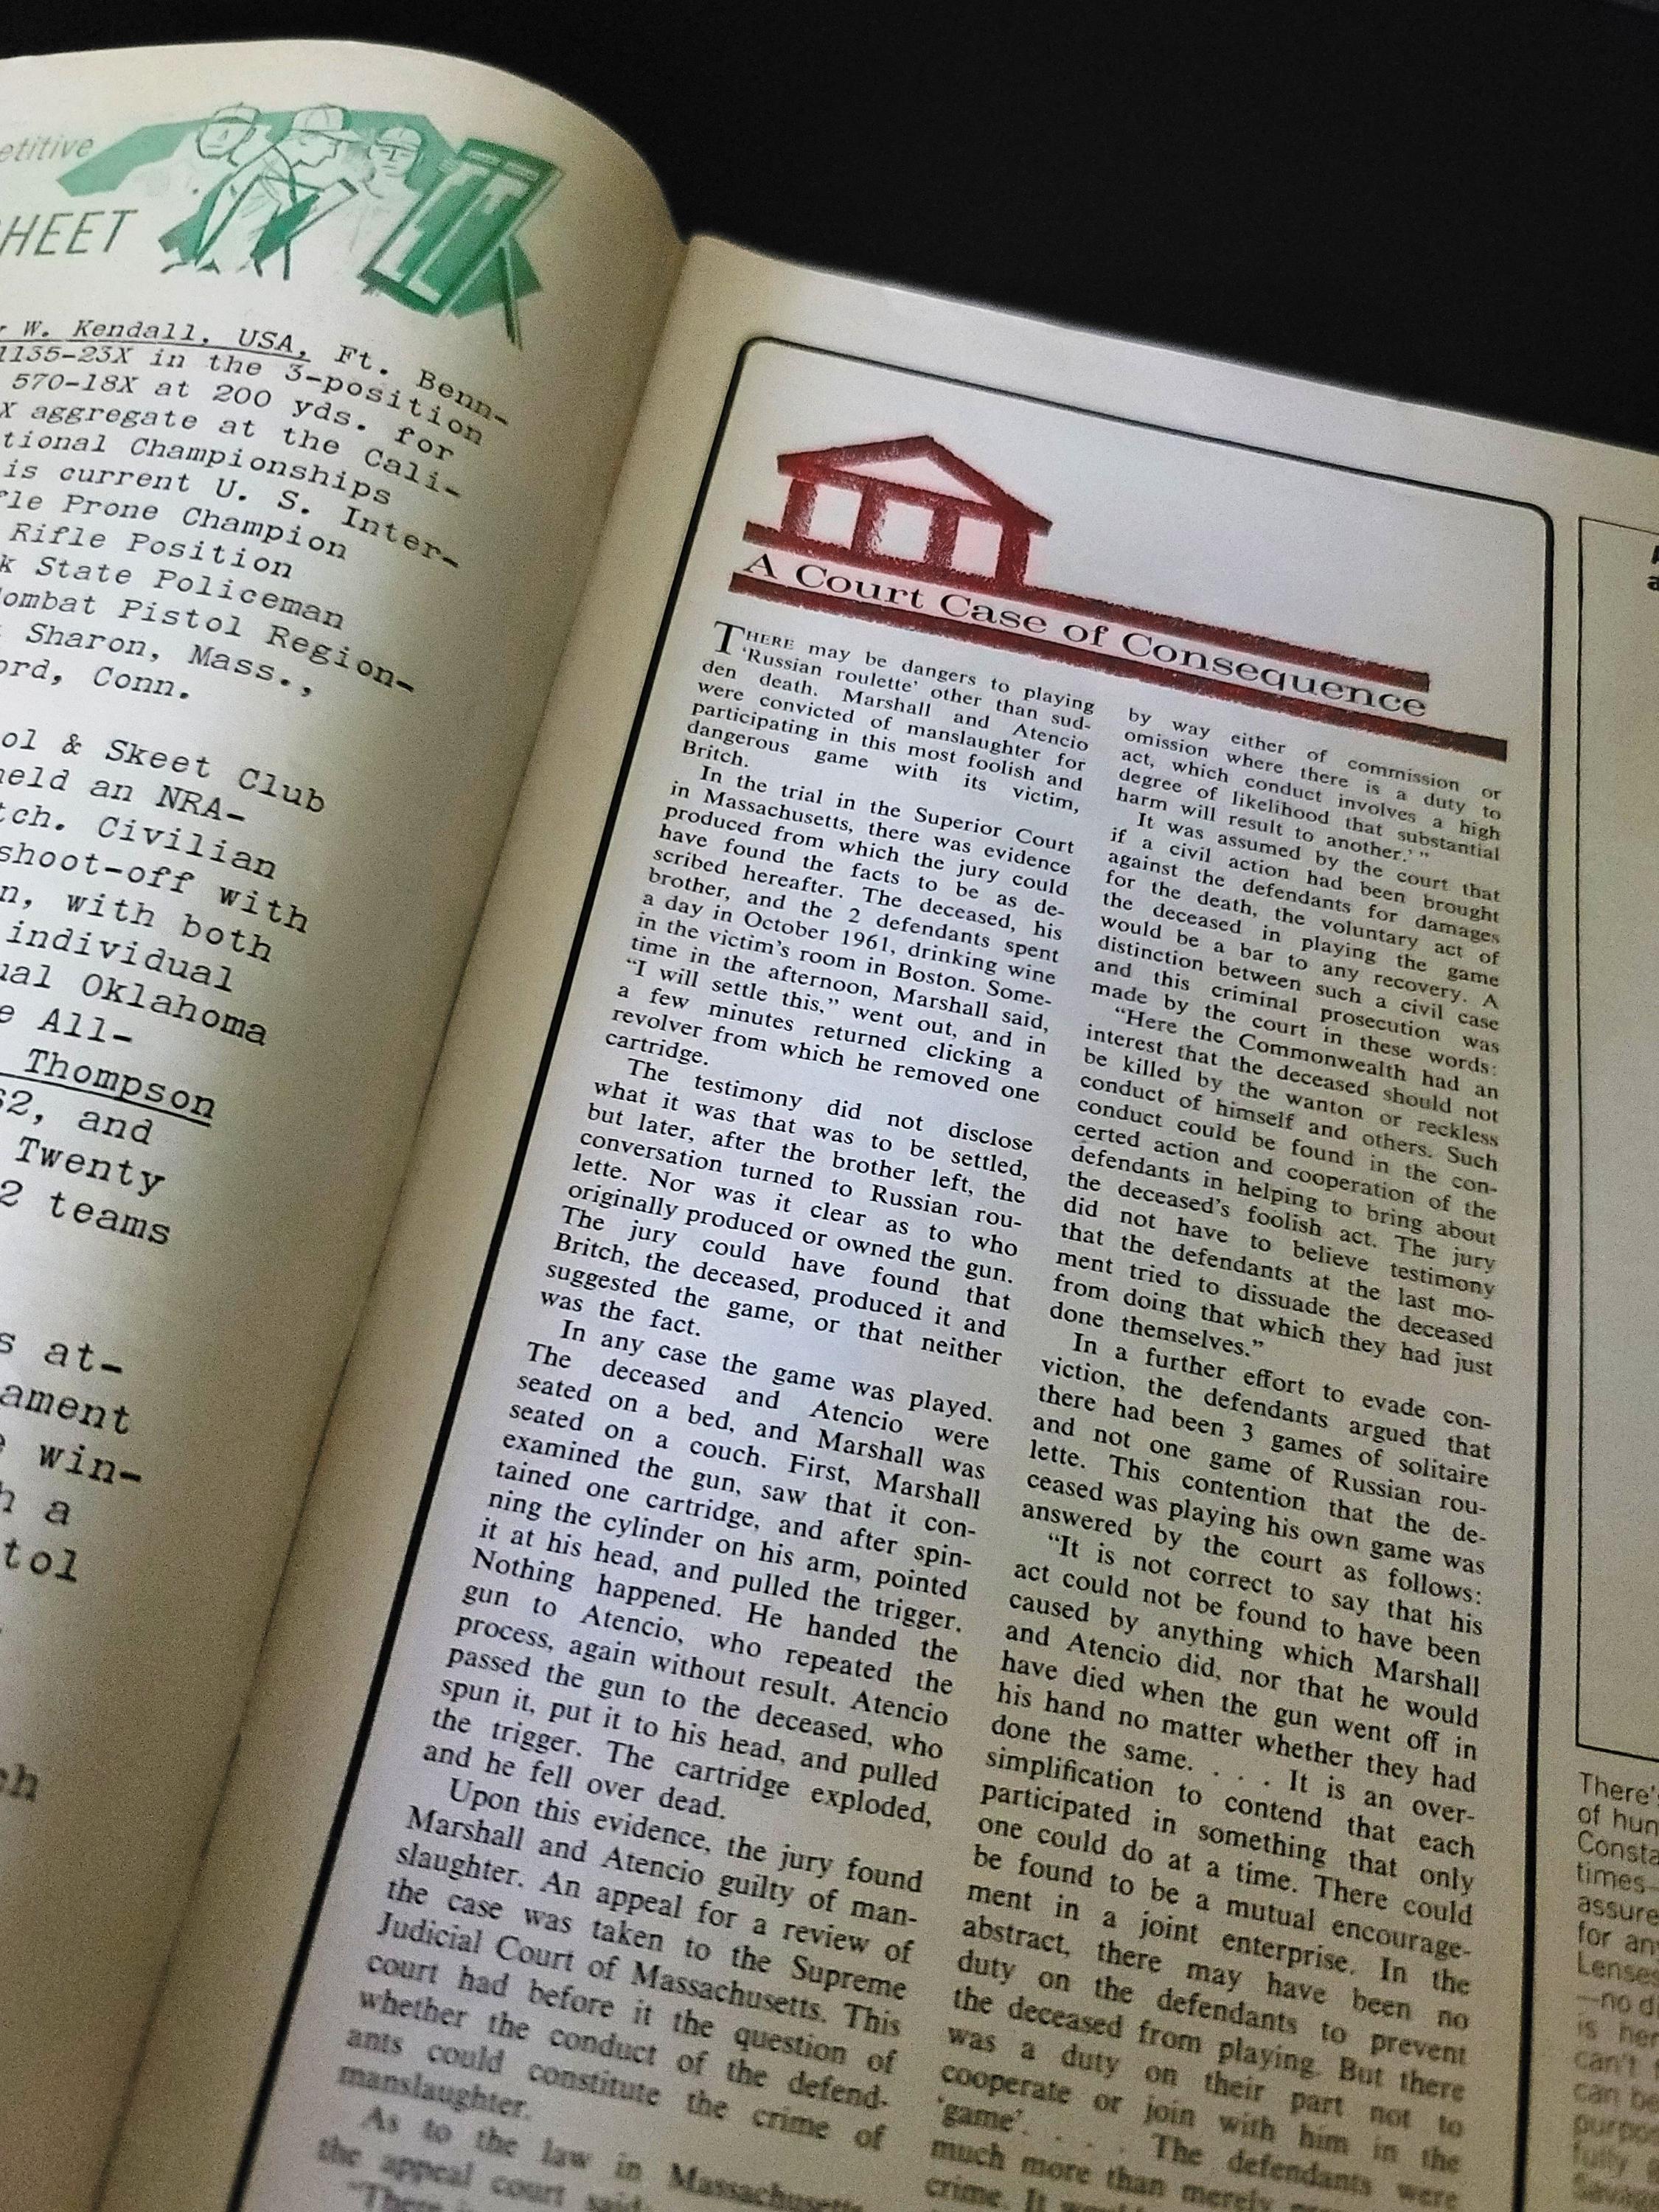 etitive
HEET
W. Kendall, USA, Ft. Benn-
1135-23X in the 3-position
570-18X at 200 yds. for
X aggregate at the Cali-
tional Championships
is current U. S. Inter-
fle Prone Champion
Rifle Position
k State Policeman
ombat Pistol Region-
Sharon, Mass.,
ord, Conn.
ol & Skeet Club
held an NRA-
tch. Civilian
shoot-off with
n, with both
individual
ual Oklahoma
e All-
Thompson
62, and
Twenty
2 teams
s at-
ament
e win-
h a
tol
ch
A Court Case of Consequence
THERE may be dangers to playing
'Russian roulette' other than sud-
den death. Marshall and Atencio
were convicted of manslaughter for
participating in this most foolish and
dangerous game with its victim,
Britch.
In the trial in the Superior Court
in Massachusetts, there was evidence
produced from which the jury could
have found the facts to be as de-
scribed hereafter. The deceased, his
brother, and the 2 defendants spent
a day in October 1961, drinking wine
in the victim's room in Boston. Some-
time in the afternoon, Marshall said,
"I will settle this," went out, and in
a few minutes returned clicking a
revolver from which he removed one
cartridge.
The testimony did not disclose
what it was that was to be settled,
but later, after the brother left, the
conversation turned to Russian rou-
lette. Nor was it clear as to who
originally produced or owned the gun.
The jury could have found that
Britch, the deceased, produced it and
suggested the game, or that neither
was the fact.
In any case the game was played.
The deceased and Atencio were
seated on a bed, and Marshall was
seated on a couch. First, Marshall
examined the gun, saw that it con-
tained one cartridge, and after spin-
ning the cylinder on his arm, pointed
it at his head, and pulled the trigger.
Nothing happened. He handed the
gun to Atencio, who repeated the
process, again without result. Atencio
passed the gun to the deceased, who
spun it, put it to his head, and pulled
the trigger. The cartridge exploded,
and he fell over dead.
Upon this evidence, the jury found
Marshall and Atencio guilty of man-
slaughter. An appeal for a review of
the case was taken to the Supreme
Judicial Court of Massachusetts. This
court had before it the question of
whether the conduct of the defend-
ants could constitute the crime of
manslaughter.
As to the law in Massachusetts
the appeal court said:
"There
by way either of commission or
omission where there is a duty to
act, which conduct involves a high
degree of likelihood that substantial
harm will result to another.' "
It was assumed by the court that
if a civil action had been brought
against the defendants for damages
for the death, the voluntary act of
the deceased in playing the game
would be a bar to any recovery. A
distinction between such a civil case
and this criminal prosecution was
made by the court in these words:
"Here the Commonwealth had an
interest that the deceased should not
be killed by the wanton or reckless
conduct of himself and others. Such
conduct could be found in the con-
certed action and cooperation of the
defendants in helping to bring about
the deceased's foolish act. The jury
did not have to believe testimony
that the defendants at the last mo-
ment tried to dissuade the deceased
from doing that which they had just
done themselves."
In a further effort to evade con-
viction, the defendants argued that
there had been 3 games of solitaire
and not one game of Russian rou-
lette. This contention that the de-
ceased was playing his own game was
answered by the court as follows:
"It is not correct to say that his
act could not be found to have been
caused by anything which Marshall
and Atencio did, nor that he would
have died when the gun went off in
his hand no matter whether they had
done the same. . . . It is an over-
simplification to contend that each
participated in something that only
one could do at a time. There could
be found to be a mutual encourage-
ment in a joint enterprise. In the
abstract, there may have been no
duty on the defendants to prevent
the deceased from playing. But there
was a duty on their part not to
cooperate or join with him in the
'game'. . . . The defendants were
much more than merely
crime. It
a
There's
of hun
Consta
times—
assure
for any
Lenses
—no d
is her
can't
can be
purpo
fully
Savage